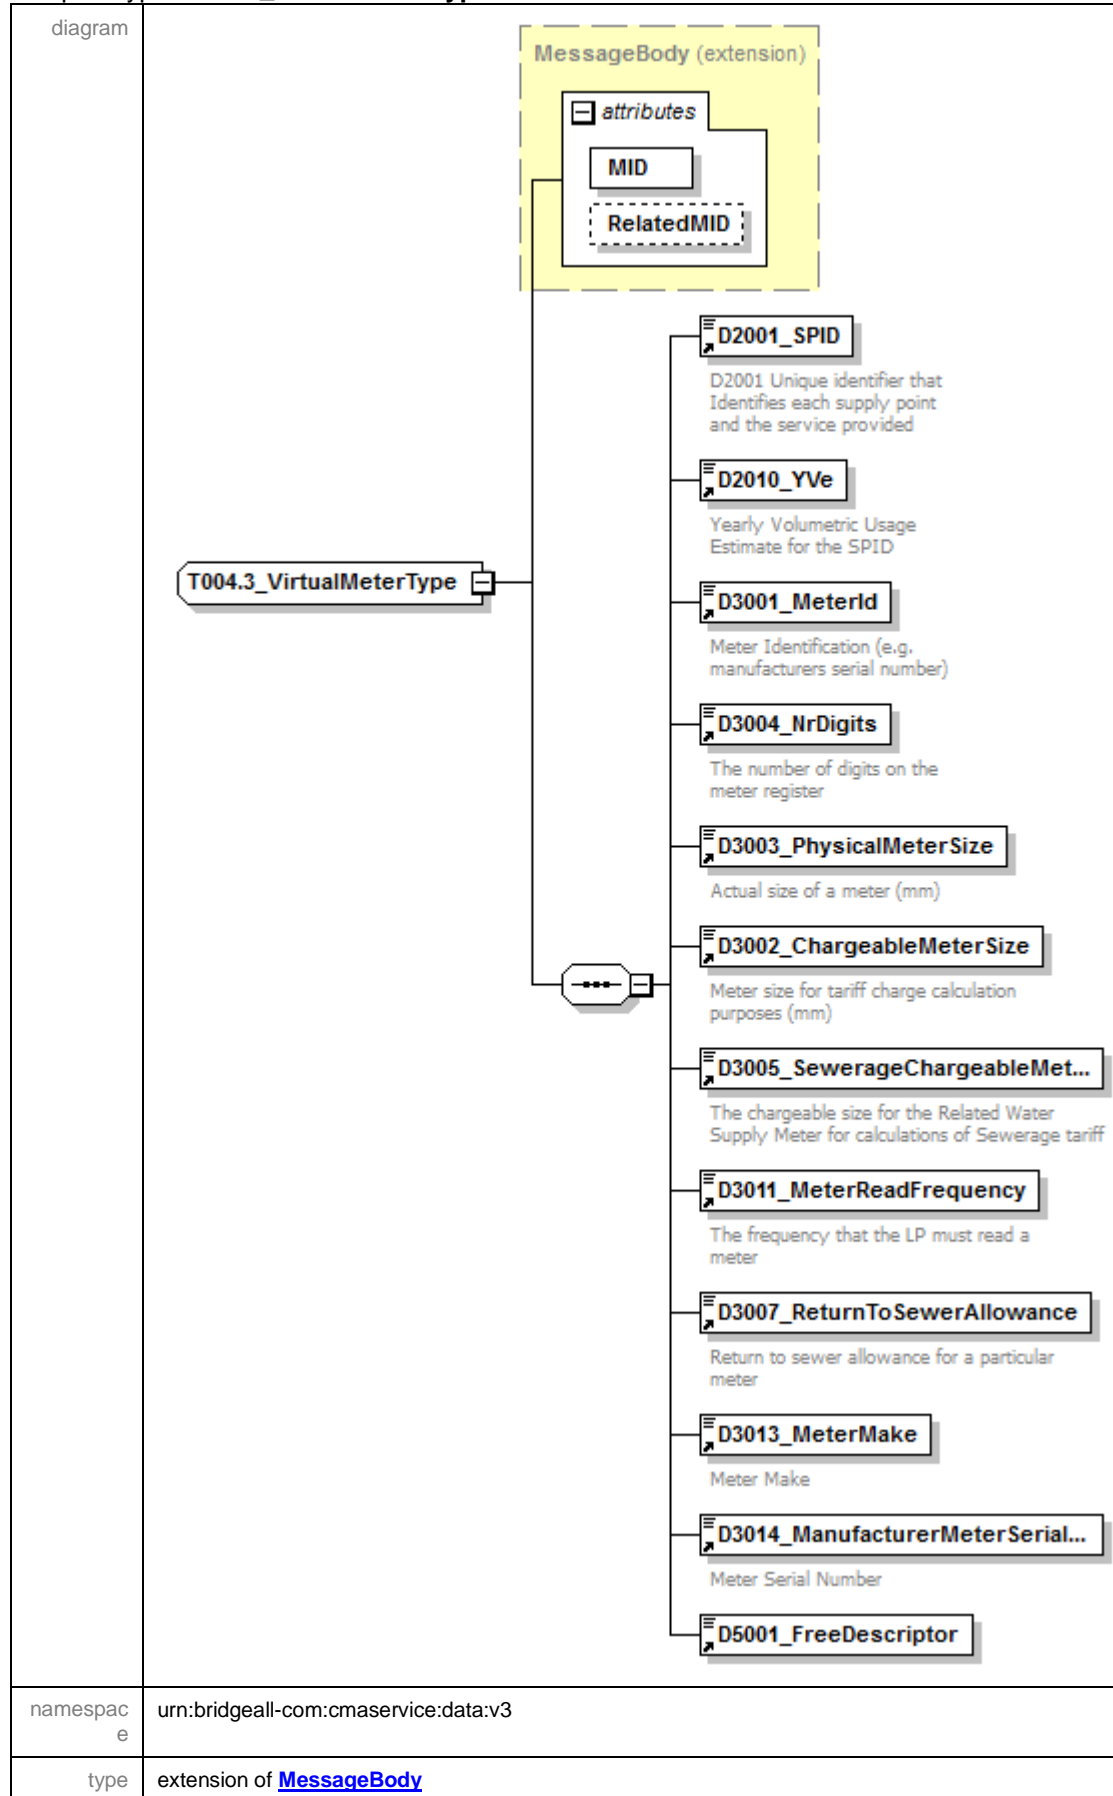 diagram
MessageBody (extension)
attributes
MID
RelatedMID
D2001_SPID
D2001 Unique identifier that
Identifies each supply point
and the service provided
D2010_YVe
Yearly Volumetric Usage
Estimate for the SPID
T004.3_VirtualMeterType
D3001_MeterId
Meter Identification (e.g.
manufacturers serial number)
D3004_NrDigits
The number of digits on the
meter register
D3003_PhysicalMeterSize
Actual size of a meter (mm)
D3002_ChargeableMeterSize
Meter size for tariff charge calculation
purposes (mm)
D3005_SewerageChargeableMet...
The chargeable size for the Related Water
Supply Meter for calculations of Sewerage tariff
D3011_MeterReadFrequency
The frequency that the LP must read a
meter
D3007_ReturnToSewerAllowance
Return to sewer allowance for a particular
meter
D3013_MeterMake
Meter Make
D3014_ManufacturerMeterSerial...
Meter Serial Number
D5001_FreeDescriptor
namespac
e
urn:bridgeall-com:cmaservice:data:v3
type
extension of MessageBody